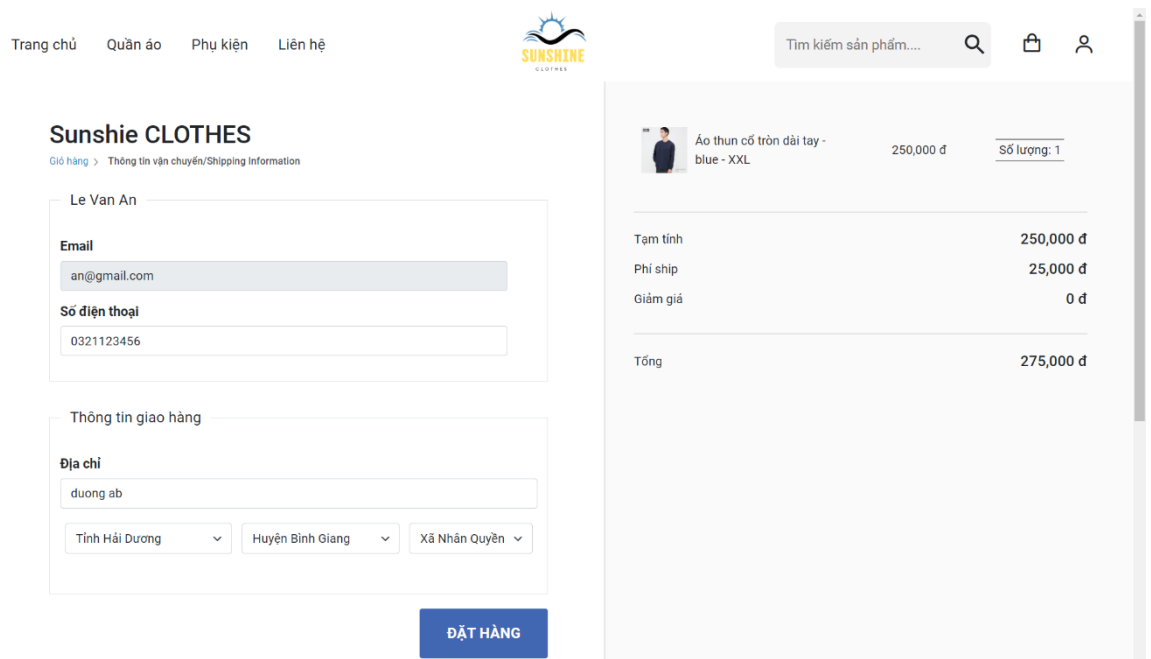 Trang chủ Quần áo Phụ kiện Liên hệ
SUNSHINE
CLOTHES
Tìm kiếm sản phẩm....
Sunshie CLOTHES
Giỏ hàng > Thông tin vận chuyển/Shipping Information
Le Van An
Email
an@gmail.com
Số điện thoại
0321123456
Thông tin giao hàng
Địa chỉ
duong ab
Tỉnh Hải Dương Huyện Bình Giang Xã Nhân Quyền
ĐẶT HÀNG
Áo thun cổ tròn dài tay -
blue - XXL
250,000 đ
Số lượng: 1
Tạm tính 250,000 đ
Phí ship 25,000 đ
Giảm giá 0 đ
Tổng 275,000 đ